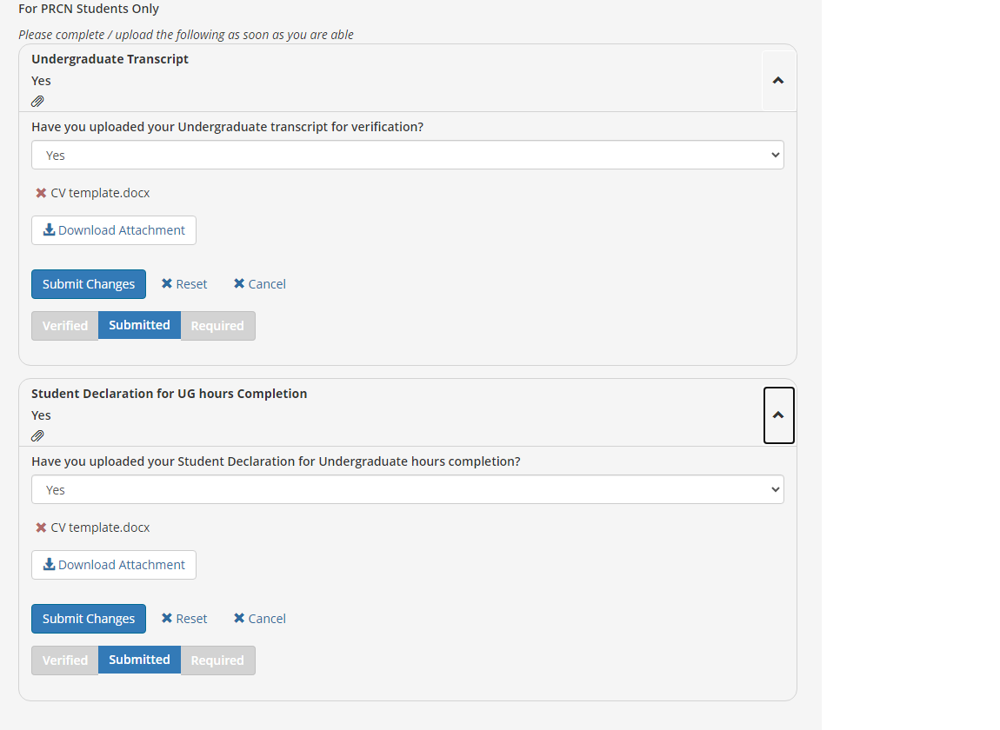 For PRCN Students Only
Please complete / upload the following as soon as you are able
Undergraduate Transcript
Yes
Have you uploaded your Undergraduate transcript for verification?
Yes
CV template.docx
Download Attachment
Submit Changes Reset Cancel
Verified Submitted Required
Student Declaration for UG hours Completion
Yes
Have you uploaded your Student Declaration for Undergraduate hours completion?
Yes
CV template.docx
Download Attachment
Submit Changes Reset Cancel
Verified Submitted Required